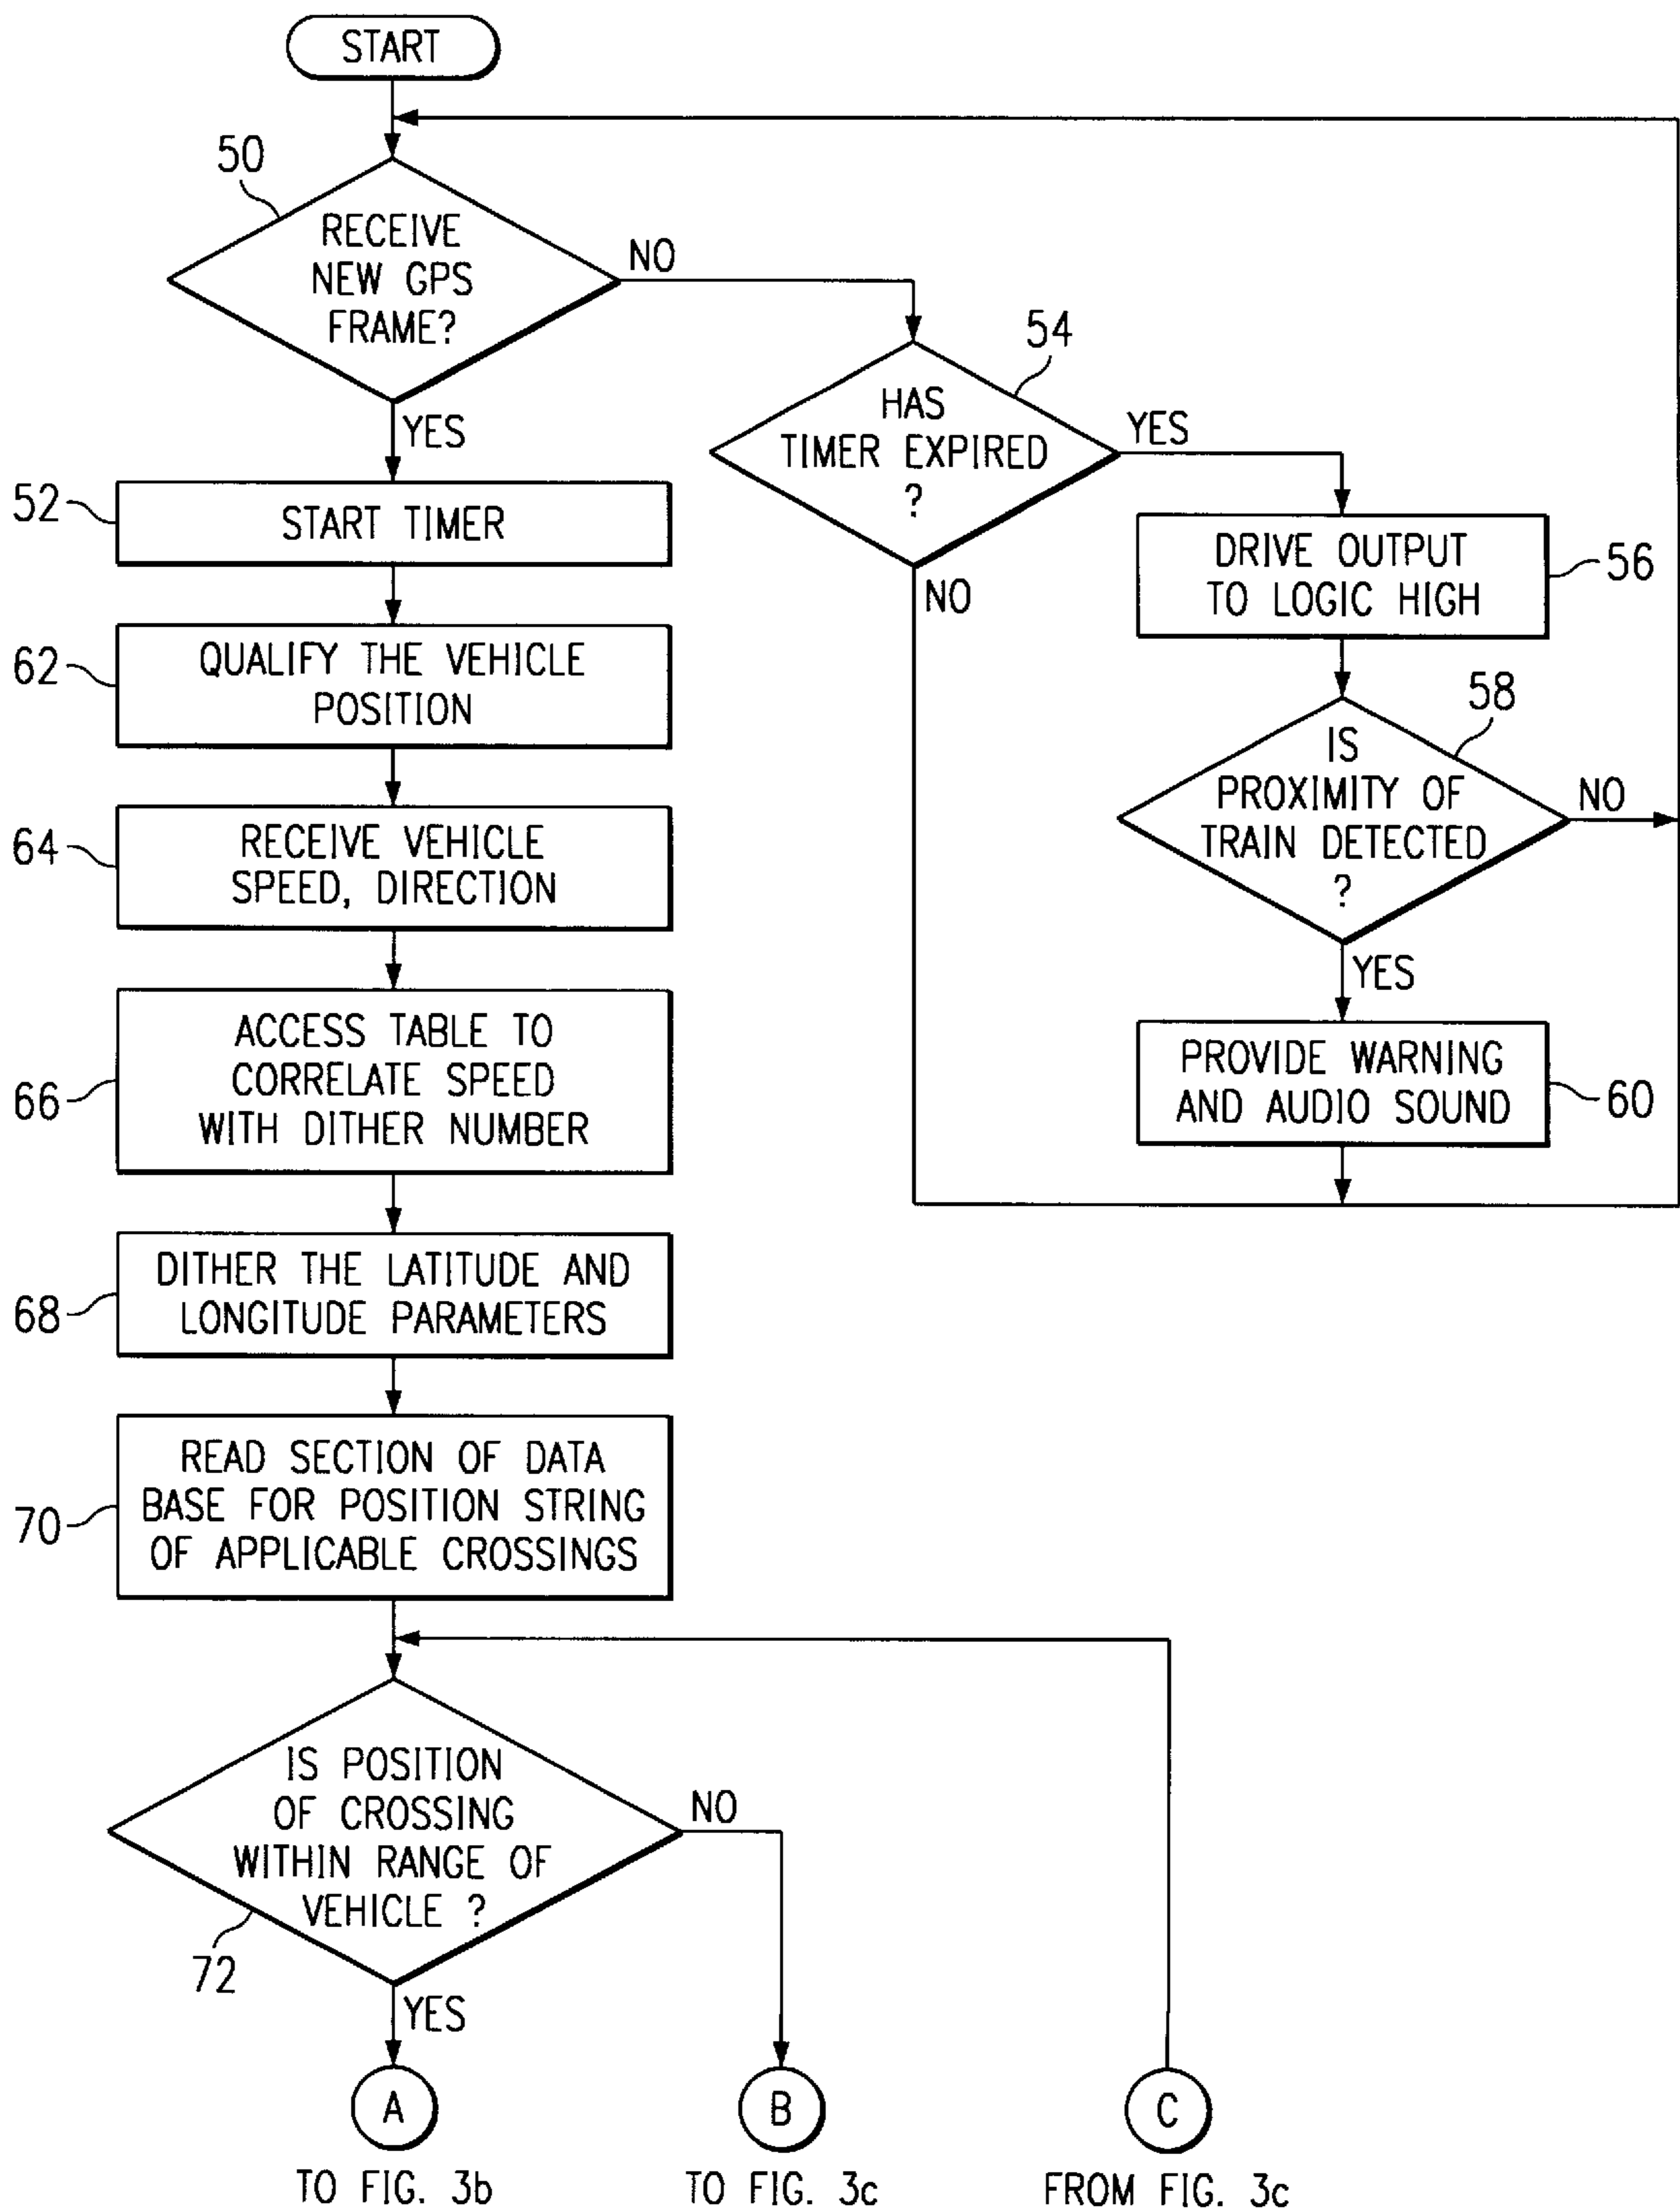 START
50
RECEIVE
NEW GPS
FRAME?
NO
YES
54
HAS
TIMER EXPIRED
?
YES
NO
52
START TIMER
DRIVE OUTPUT
TO LOGIC HIGH
56
62
QUALIFY THE VEHICLE
POSITION
58
IS
PROXIMITY OF
TRAIN DETECTED
?
NO
YES
64
RECEIVE VEHICLE
SPEED, DIRECTION
66
ACCESS TABLE TO
CORRELATE SPEED
WITH DITHER NUMBER
PROVIDE WARNING
AND AUDIO SOUND
60
68
DITHER THE LATITUDE AND
LONGITUDE PARAMETERS
70
READ SECTION OF DATA
BASE FOR POSITION STRING
OF APPLICABLE CROSSINGS
IS POSITION
OF CROSSING
WITHIN RANGE OF
VEHICLE ?
NO
72
YES
A
B
C
TO FIG. 3b
TO FIG. 3c
FROM FIG. 3c